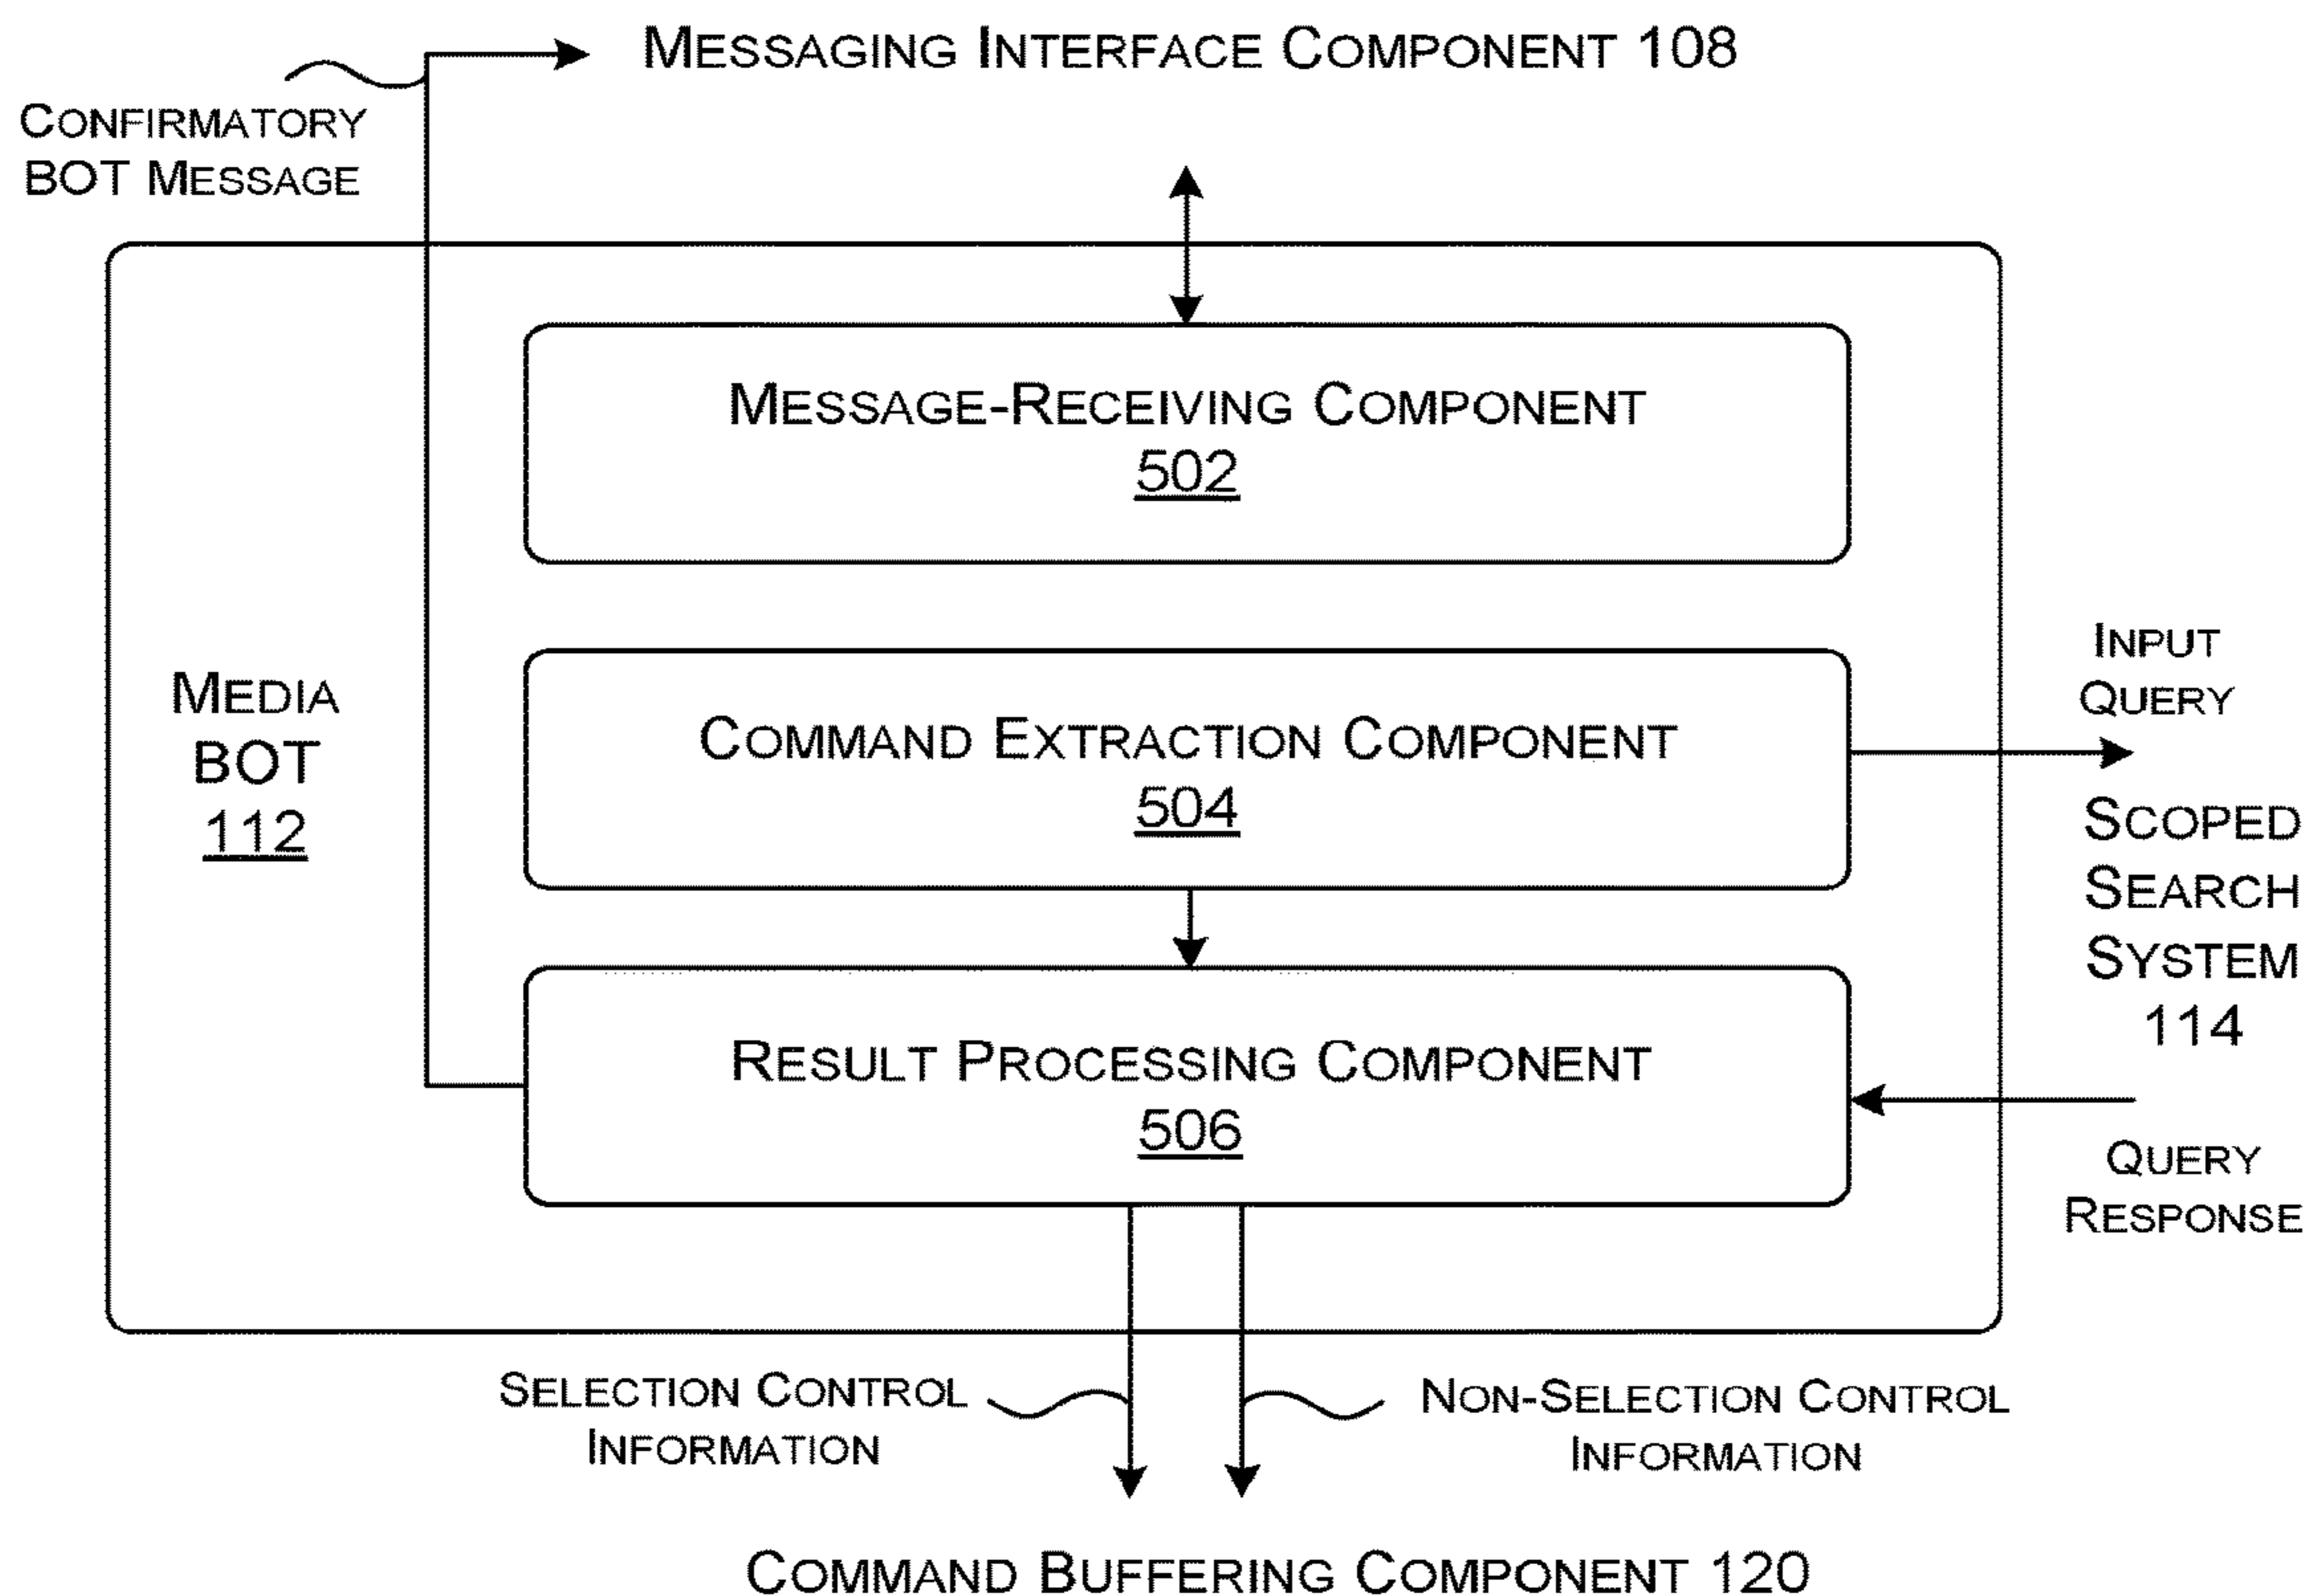 MESSAGING INTERFACE COMPONENT 108
CONFIRMATORY
BOT MESSAGE
MESSAGE-RECEIVING COMPONENT
502
MEDIA
BOT
112
COMMAND EXTRACTION COMPONENT
504
INPUT
QUERY
SCOPED
SEARCH
SYSTEM
114
RESULT PROCESSING COMPONENT
506
QUERY
RESPONSE
SELECTION CONTROL
INFORMATION
NON-SELECTION CONTROL
INFORMATION
COMMAND BUFFERING COMPONENT 120